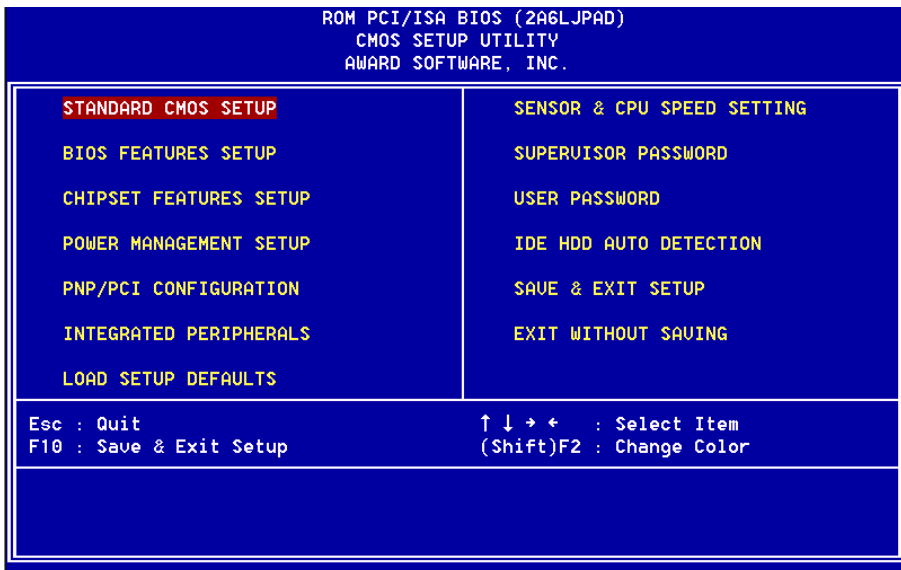 ROM PCI/ISA BIOS (2A6LJPAD)
CMOS SETUP UTILITY
AWARD SOFTWARE, INC.
STANDARD CMOS SETUP
BIOS FEATURES SETUP
CHIPSET FEATURES SETUP
POWER MANAGEMENT SETUP
PNP/PCI CONFIGURATION
INTEGRATED PERIPHERALS
LOAD SETUP DEFAULTS
SENSOR & CPU SPEED SETTING
SUPERVISOR PASSWORD
USER PASSWORD
IDE HDD AUTO DETECTION
SAVE & EXIT SETUP
EXIT WITHOUT SAVING
Esc : Quit
F10 : Save & Exit Setup
↑ ↓ → ← : Select Item
(Shift)F2 : Change Color